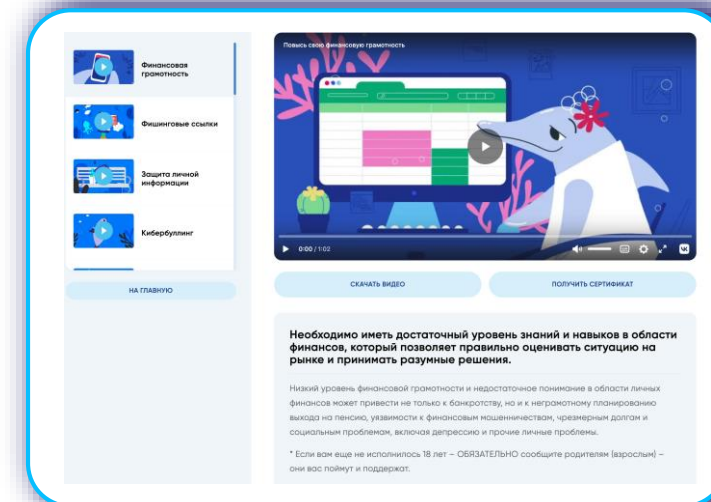 Финансовая
грамотность
Фишинговые ссылки
Защита личной
информации
Кибербуллинг
НА ГЛАВНУЮ
Повысь свою финансовую грамотность
0:00 / 1:02
СКАЧАТЬ ВИДЕО
ПОЛУЧИТЬ СЕРТИФИКАТ
Необходимо иметь достаточный уровень знаний и навыков в области
финансов, который позволяет правильно оценивать ситуацию на
рынке и принимать разумные решения.
Низкий уровень финансовой грамотности и недостаточное понимание в области личных
финансов может привести не только к банкротству, но и к неграмотному планированию
выхода на пенсию, уязвимости к финансовым мошенничествам, чрезмерным долгам и
социальным проблемам, включая депрессию и прочие личные проблемы.
* Если вам еще не исполнилось 18 лет – ОБЯЗАТЕЛЬНО сообщите родителям (взрослым) –
они вас поймут и поддержат.